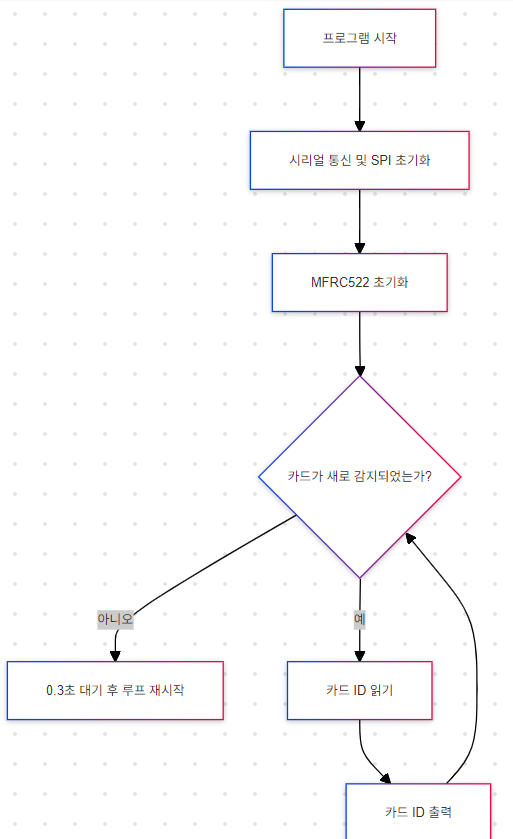 프로그램 시작
시리얼 통신 및 SPI 초기화
MFRC522 초기화
카드가 새로 감지되었는가?
아니오
예
0.3초 대기 후 루프 재시작
카드 ID 읽기
카드 ID 출력